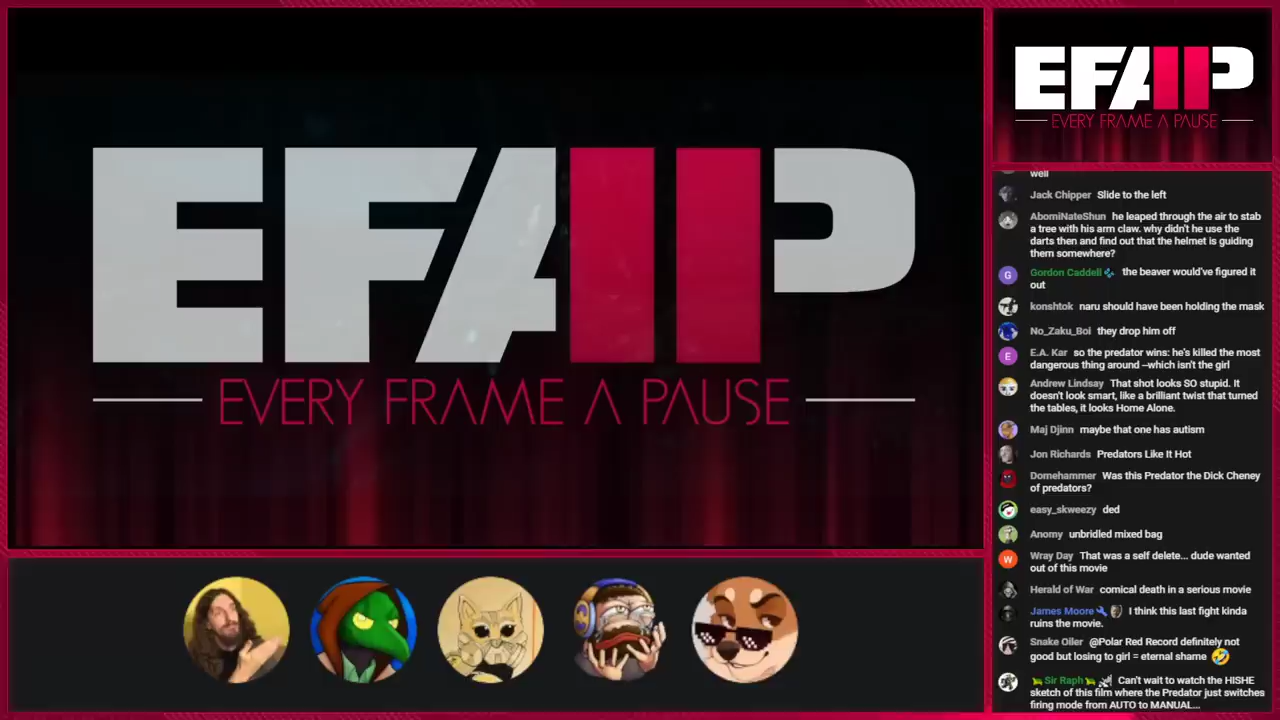 EFAP
EVERY FRAME A PAUSE
EFAP
EVERY FRAME A PAUSE
well
Jack Chipper Slide to the left
AbomiNateShun he leaped through the air to stab
a tree with his arm claw. why didn't he use the
darts then and find out that the helmet is guiding
them somewhere?
G
Gordon Caddell the beaver would've figured it
out
konshtok naru should have been holding the mask
No_Zaku_Boi they drop him off
E
E.A. Kar so the predator wins: he's killed the most
dangerous thing around --which isn't the girl
Andrew Lindsay That shot looks SO stupid. It
doesn't look smart, like a brilliant twist that turned
the tables, it looks Home Alone.
Maj Djinn maybe that one has autism
Jon Richards Predators Like It Hot
Domehammer Was this Predator the Dick Cheney
of predators?
easy_skweezy ded
Anomy unbridled mixed bag
W
Wray Day That was a self delete... dude wanted
out of this movie
Herald of War comical death in a serious movie
James Moore I think this last fight kinda
ruins the movie.
Snake Oiler @Polar Red Record definitely not
good but losing to girl = eternal shame 🤣
Sir Raph Can't wait to watch the HISHE
sketch of this film where the Predator just switches
firing mode from AUTO to MANUAL...